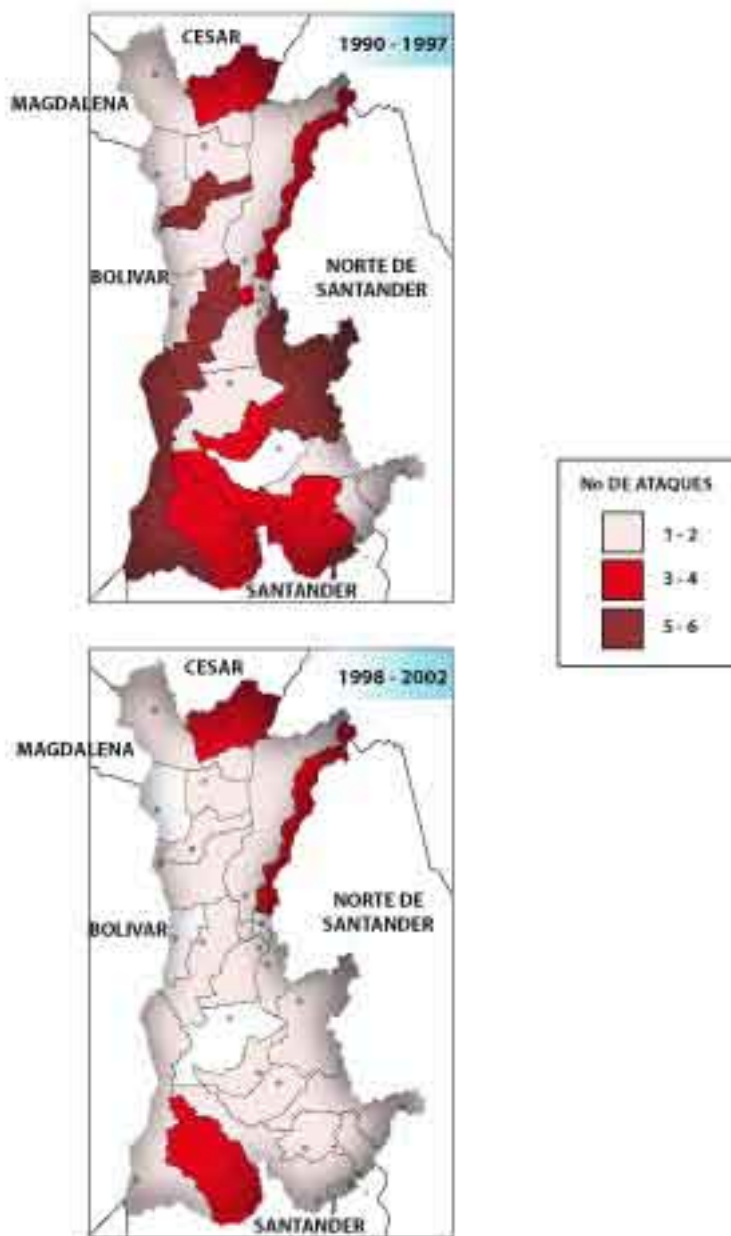 CESAR
1990 - 1997
MAGDALENA
BOLIVAR
NORTE DE
SANTANDER
SANTANDER
No DE ATAQUES
1 - 2
3 - 4
5 - 6
CESAR
1998 - 2002
MAGDALENA
NORTE DE
SANTANDER
BOLIVAR
SANTANDER